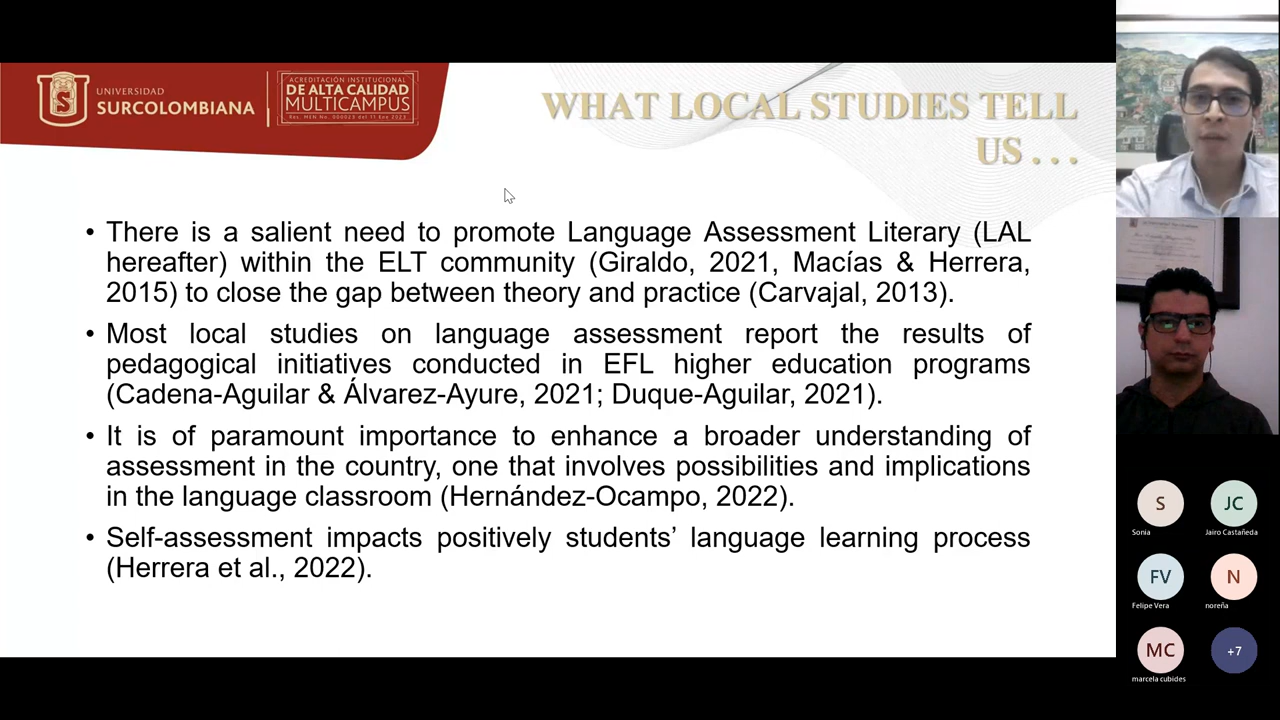 UNIVERSIDAD
SURCOLOMBIANA
ACREDITACIÓN INSTITUCIONAL
DE ALTA CALIDAD
MULTICAMPUS
WHAT LOCAL STUDIES TELL
US . . .
• There is a salient need to promote Language Assessment Literary (LAL
hereafter) within the ELT community (Giraldo, 2021, Macías & Herrera,
2015) to close the gap between theory and practice (Carvajal, 2013).
• Most local studies on language assessment report the results of
pedagogical initiatives conducted in EFL higher education programs
(Cadena-Aguilar & Álvarez-Ayure, 2021; Duque-Aguilar, 2021).
• It is of paramount importance to enhance a broader understanding of
assessment in the country, one that involves possibilities and implications
in the language classroom (Hernández-Ocampo, 2022).
• Self-assessment impacts positively students’ language learning process
(Herrera et al., 2022).
S
JC
Sonia
Jairo Castañeda
FV
N
Felipe Vera
noreña
MC
+7
marcela cubides